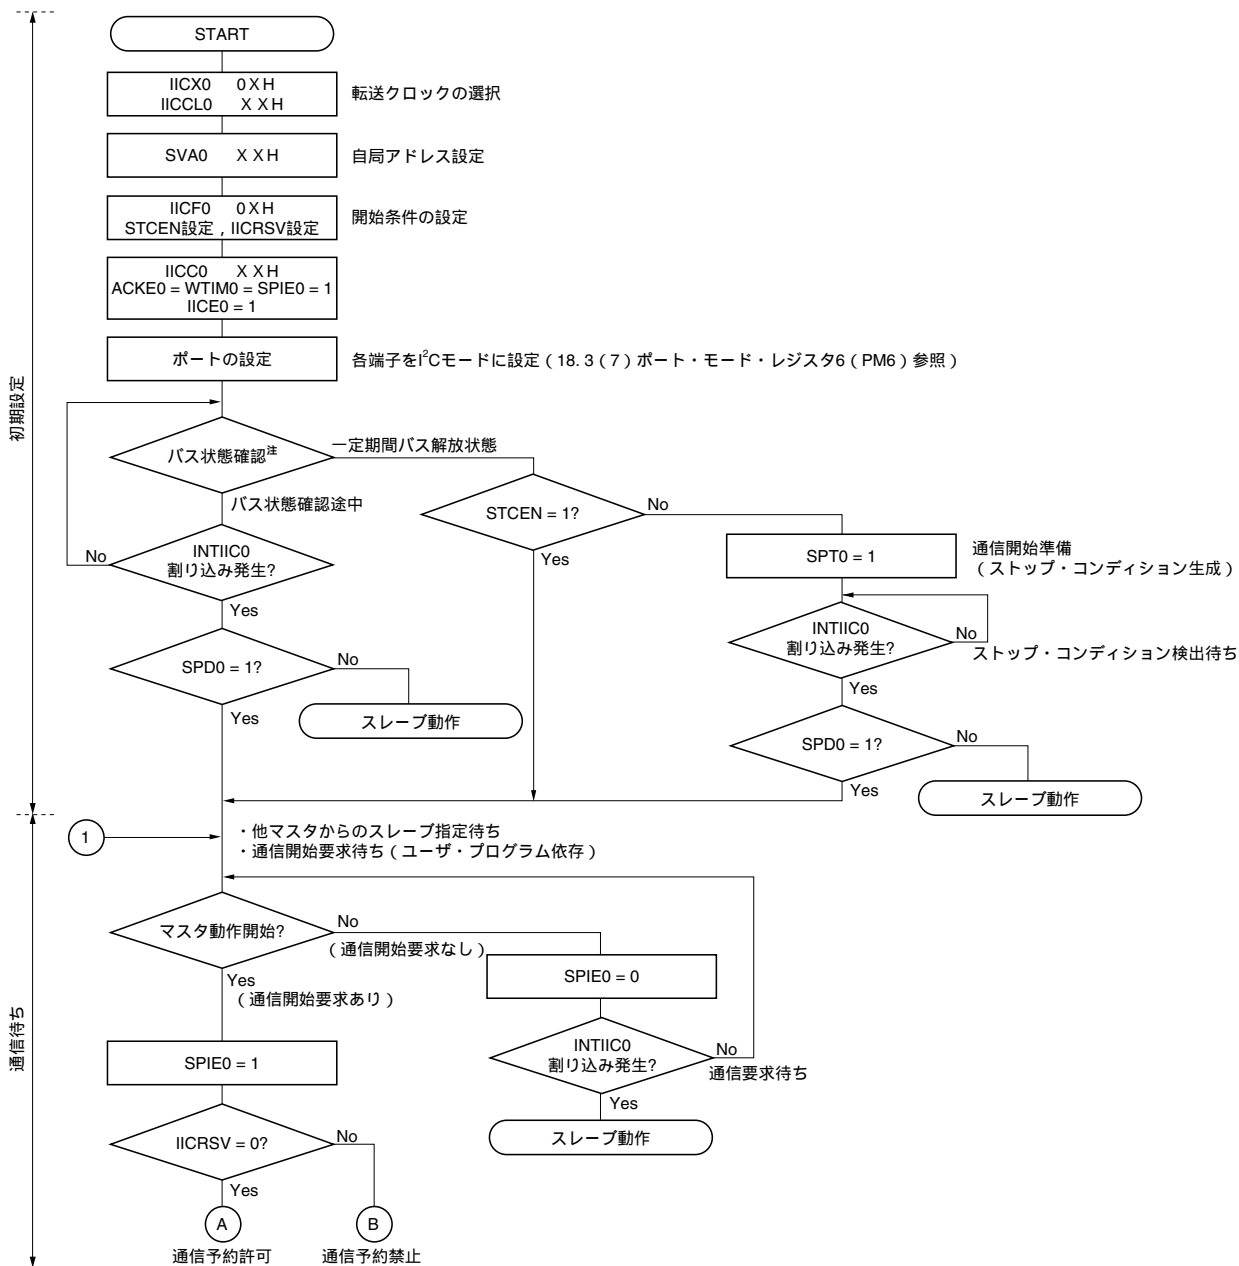 START
IICX0 0XH
IICCL0 XXH
転送クロックの選択
SVA0 XXH
自局アドレス設定
IICF0 0XH
STCEN設定，IICRSV設定
開始条件の設定
IICC0 XXH
ACKE0 = WTIM0 = SPIE0 = 1
IICE0 = 1
ポートの設定
各端子をI²Cモードに設定（18. 3（7）ポート・モード・レジスタ6（PM6）参照）
初期設定
バス状態確認注
一定期間バス解放状態
バス状態確認途中
STCEN = 1?
No
Yes
SPT0 = 1
通信開始準備
（ストップ・コンディション生成）
INTIIC0
割り込み発生?
No
Yes
INTIIC0
割り込み発生?
No
ストップ・コンディション検出待ち
Yes
SPD0 = 1?
No
スレーブ動作
Yes
SPD0 = 1?
No
スレーブ動作
Yes
1
・他マスタからのスレーブ指定待ち
・通信開始要求待ち（ユーザ・プログラム依存）
通信待ち
マスタ動作開始?
No
（通信開始要求なし）
Yes
（通信開始要求あり）
SPIE0 = 0
INTIIC0
割り込み発生?
No
通信要求待ち
Yes
スレーブ動作
SPIE0 = 1
IICRSV = 0?
No
Yes
A
B
通信予約許可
通信予約禁止